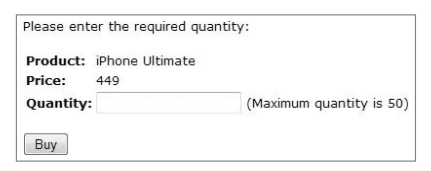 Please enter the required quantity:
Product: iPhone Ultimate
Price: 449
Quantity: (Maximum quantity is 50)
Buy